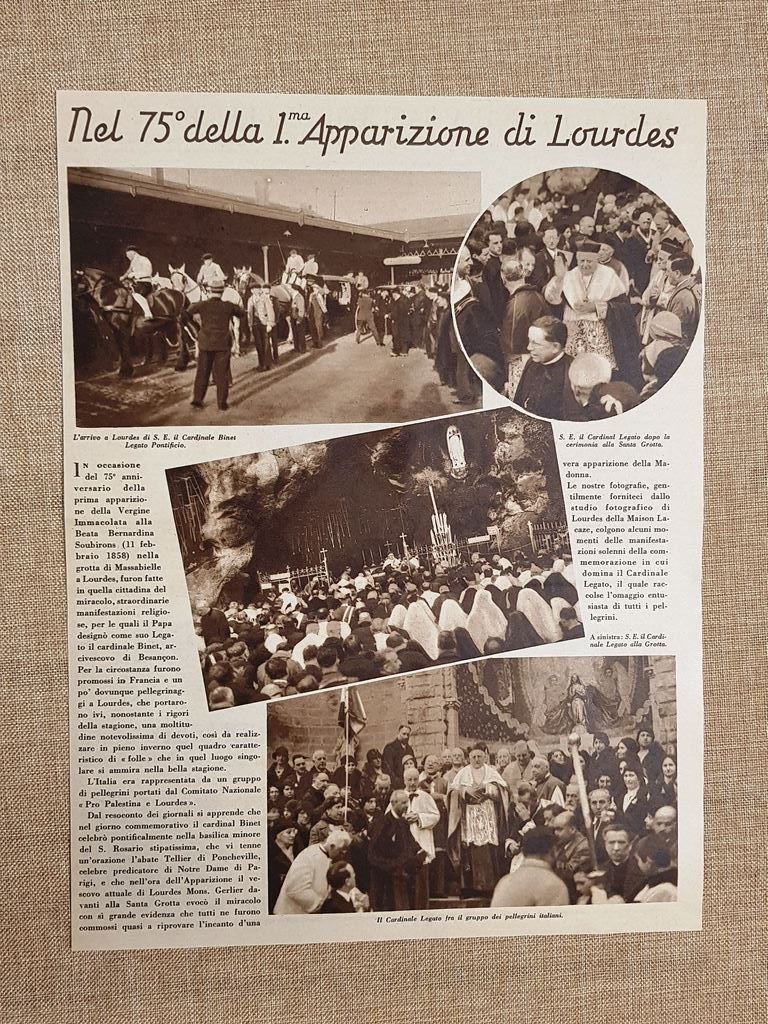 Nel 75° della 1.ma Apparizione di Lourdes
L'arrivo a Lourdes di S. E. il Cardinale Binet
Legato Pontificio.
S. E. il Cardinal Legato dopo la
cerimonia alla Santa Grotta.
IN occasione
del 75° anni-
versario della
prima apparizio-
ne della Vergine
Immacolata alla
Beata Bernardina
Soubirons (11 feb-
braio 1858) nella
grotta di Massabielle
a Lourdes, furon fatte
in quella cittadina del
miracolo, straordinarie
manifestazioni religio-
se, per le quali il Papa
designò come suo Lega-
to il cardinale Binet, ar-
civescovo di Besançon.
Per la circostanza furono
promossi in Francia e un
po' dovunque pellegrinag-
gi a Lourdes, che portaro-
no ivi, nonostante i rigori
della stagione, una moltitu-
dine notevolissima di devoti, così da realiz-
zare in pieno inverno quel quadro caratte-
ristico di «folle» che in quel luogo singo-
lare si ammira nella bella stagione.
L'Italia era rappresentata da un gruppo
di pellegrini portati dal Comitato Nazionale
«Pro Palestina e Lourdes».
Dal resoconto dei giornali si apprende che
nel giorno commemorativo il cardinal Binet
celebrò pontificalmente nella basilica minore
del S. Rosario stipatissima, che vi tenne
un'orazione l'abate Tellier di Poncheville,
celebre predicatore di Notre Dame di Pa-
rigi, e che nell'ora dell'Apparizione il ve-
scovo attuale di Lourdes Mons. Gerlier da-
vanti alla Santa Grotta evocò il miracolo
con sì grande evidenza che tutti ne furono
commossi quasi a riprovare l'incanto d'una
vera apparizione della Ma-
donna.
Le nostre fotografie, gen-
tilmente forniteci dallo
studio fotografico di
Lourdes della Maison La-
caze, colgono alcuni mo-
menti delle manifesta-
zioni solenni della com-
memorazione in cui
domina il Cardinale
Legato, il quale rac-
colse l'omaggio entu-
siasta di tutti i pel-
legrini.
A sinistra: S. E. il Cardi-
nale Legato alla Grotta.
Il Cardinale Legato fra il gruppo dei pellegrini italiani.